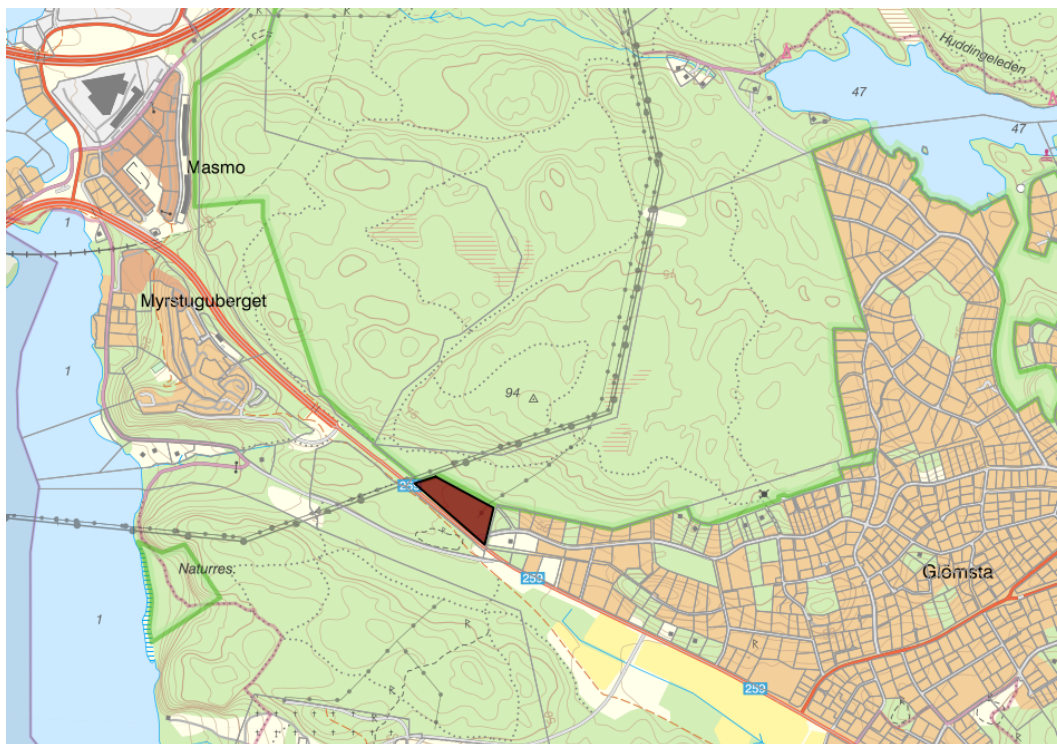 Huddingeleden
47
47
Masmo
1
Myrstuguberget
1
94
259
Naturres.
Glömsta
259
1
R
R
R
259